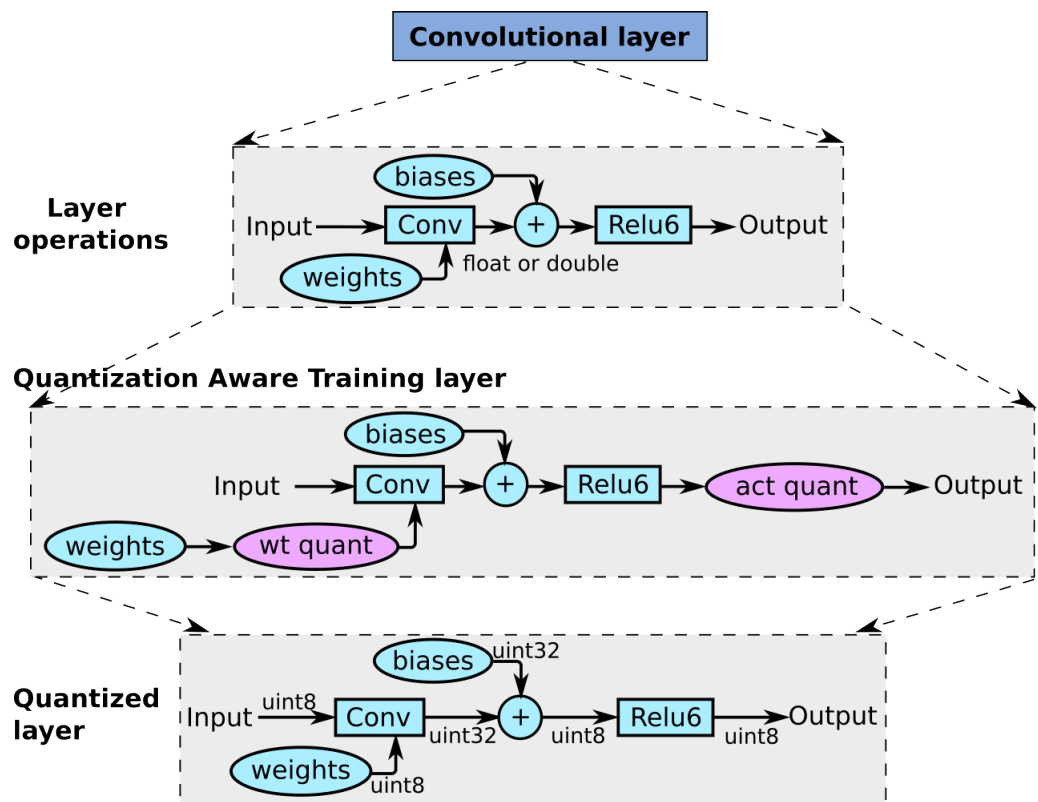 Convolutional layer
Layer
operations
biases
Input
Conv
+
Relu6
Output
weights
float or double
Quantization Aware Training layer
biases
Input
Conv
+
Relu6
act quant
Output
weights
wt quant
Quantized
layer
biases
uint32
Input
uint8
Conv
uint32
+
uint8
Relu6
uint8
Output
weights
uint8